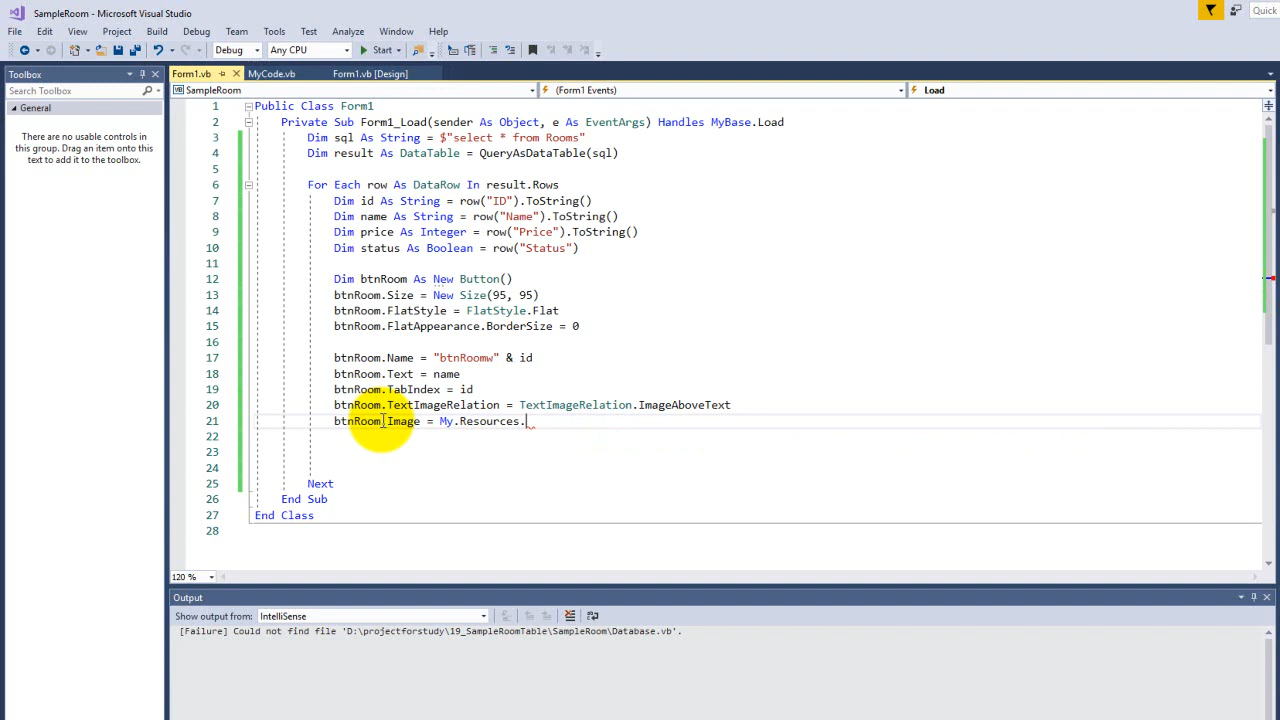 SampleRoom - Microsoft Visual Studio
Quick
File Edit View Project Build Debug Team Tools Test Analyze Window Help
Debug Any CPU Start
Toolbox
Form1.vb MyCode.vb Form1.vb [Design]
Search Toolbox
SampleRoom (Form1 Events) Load
General
There are no usable controls in
this group. Drag an item onto this
text to add it to the toolbox.
1 Public Class Form1
2 Private Sub Form1_Load(sender As Object, e As EventArgs) Handles MyBase.Load
3 Dim sql As String = $"select * from Rooms"
4 Dim result As DataTable = QueryAsDataTable(sql)
5
6 For Each row As DataRow In result.Rows
7 Dim id As String = row("ID").ToString()
8 Dim name As String = row("Name").ToString()
9 Dim price As Integer = row("Price").ToString()
10 Dim status As Boolean = row("Status")
11
12 Dim btnRoom As New Button()
13 btnRoom.Size = New Size(95, 95)
14 btnRoom.FlatStyle = FlatStyle.Flat
15 btnRoom.FlatAppearance.BorderSize = 0
16
17 btnRoom.Name = "btnRoomw" & id
18 btnRoom.Text = name
19 btnRoom.TabIndex = id
20 btnRoom.TextImageRelation = TextImageRelation.ImageAboveText
21 btnRoom.Image = My.Resources.
22
23
24
25 Next
26 End Sub
27 End Class
28
120 %
Output
Show output from: IntelliSense
[Failure] Could not find file 'D:\projectforstudy\19_SampleRoomTable\SampleRoom\Database.vb'.